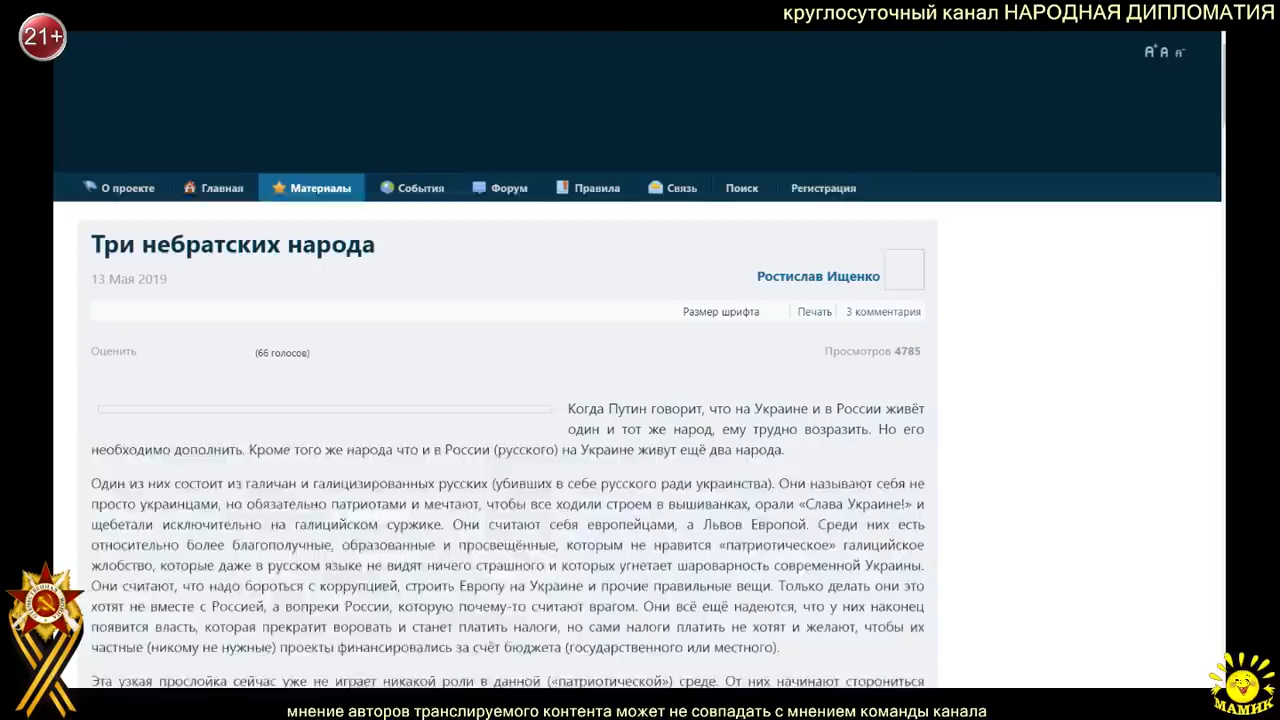 круглосуточный канал НАРОДНАЯ ДИПЛОМАТИЯ
21+
A+ A A-
О проекте Главная Материалы События Форум Правила Связь Поиск Регистрация
Три небратских народа
13 Мая 2019
Ростислав Ищенко
Размер шрифта Печать 3 комментария
Оценить (66 голосов) Просмотров 4785
Когда Путин говорит, что на Украине и в России живёт
один и тот же народ, ему трудно возразить. Но его
необходимо дополнить. Кроме того же народа что и в России (русского) на Украине живут ещё два народа.
Один из них состоит из галичан и галицизированных русских (убивших в себе русского ради украинства). Они называют себя не
просто украинцами, но обязательно патриотами и мечтают, чтобы все ходили строем в вышиванках, орали «Слава Украине!» и
щебетали исключительно на галицийском суржике. Они считают себя европейцами, а Львов Европой. Среди них есть
относительно более благополучные, образованные и просвещённые, которым не нравится «патриотическое» галицийское
жлобство, которые даже в русском языке не видят ничего страшного и которых угнетает шароварность современной Украины.
Они считают, что надо бороться с коррупцией, строить Европу на Украине и прочие правильные вещи. Только делать они это
хотят не вместе с Россией, а вопреки России, которую почему-то считают врагом. Они всё ещё надеются, что у них наконец
появится власть, которая прекратит воровать и станет платить налоги, но сами налоги платить не хотят и желают, чтобы их
частные (никому не нужные) проекты финансировались за счёт бюджета (государственного или местного).
Эта узкая прослойка сейчас уже не играет никакой роли в данной («патриотической») среде. От них начинают сторониться
МАМИК
мнение авторов транслируемого контента может не совпадать с мнением команды канала